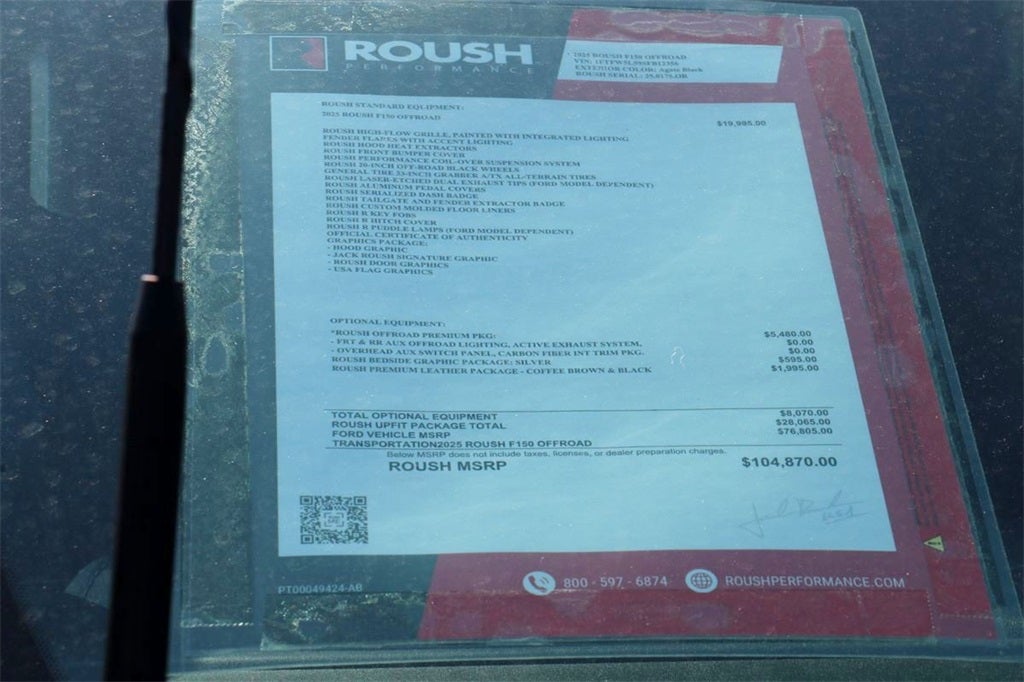 ROUSH
PERFORMANCE
2025 ROUSH F150 OFFROAD
EXTERIOR COLOR: Agate Black
ROUSH SERIAL:
ROUSH STANDARD EQUIPMENT:
2025 ROUSH F150 OFFROAD $19,995.00
ROUSH HIGH-FLOW GRILLE, PAINTED WITH INTEGRATED LIGHTING
FENDER FLARES WITH ACCENT LIGHTING
ROUSH HOOD HEAT EXTRACTORS
ROUSH FRONT BUMPER COVER
ROUSH PERFORMANCE COIL-OVER SUSPENSION SYSTEM
ROUSH 20-INCH OFF-ROAD BLACK WHEELS
GENERAL TIRE 33-INCH GRABBER A/TX ALL-TERRAIN TIRES
ROUSH LASER-ETCHED DUAL EXHAUST TIPS (FORD MODEL DEPENDENT)
ROUSH ALUMINUM PEDAL COVERS
ROUSH SERIALIZED DASH BADGE
ROUSH TAILGATE AND FENDER EXTRACTOR BADGE
ROUSH CUSTOM MOLDED FLOOR LINERS
ROUSH R KEY FOBS
ROUSH R HITCH COVER
ROUSH R PUDDLE LAMPS (FORD MODEL DEPENDENT)
OFFICIAL CERTIFICATE OF AUTHENTICITY
GRAPHICS PACKAGE:
- HOOD GRAPHIC
- JACK ROUSH SIGNATURE GRAPHIC
- ROUSH DOOR GRAPHICS
- USA FLAG GRAPHICS
OPTIONAL EQUIPMENT:
*ROUSH OFFROAD PREMIUM PKG: $5,480.00
- FRT & RR AUX OFFROAD LIGHTING, ACTIVE EXHAUST SYSTEM, $0.00
- OVERHEAD AUX SWITCH PANEL, CARBON FIBER INT TRIM PKG. $0.00
ROUSH BEDSIDE GRAPHIC PACKAGE: SILVER $595.00
ROUSH PREMIUM LEATHER PACKAGE - COFFEE BROWN & BLACK $1,995.00
TOTAL OPTIONAL EQUIPMENT $8,070.00
ROUSH UPFIT PACKAGE TOTAL $28,065.00
FORD VEHICLE MSRP $76,805.00
TRANSPORTATION2025 ROUSH F150 OFFROAD
Below MSRP does not include taxes, licenses, or dealer preparation charges.
ROUSH MSRP $104,870.00
PT00049424-AB
800 - 597 - 6874 ROUSHPERFORMANCE.COM